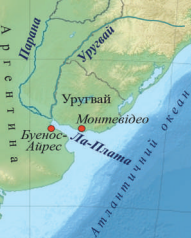 Парана
Уругвай
Аргентина
Уругвай
Монтевідео
Буенос-
Айрес
Ла-Плата
Атлантичний океан